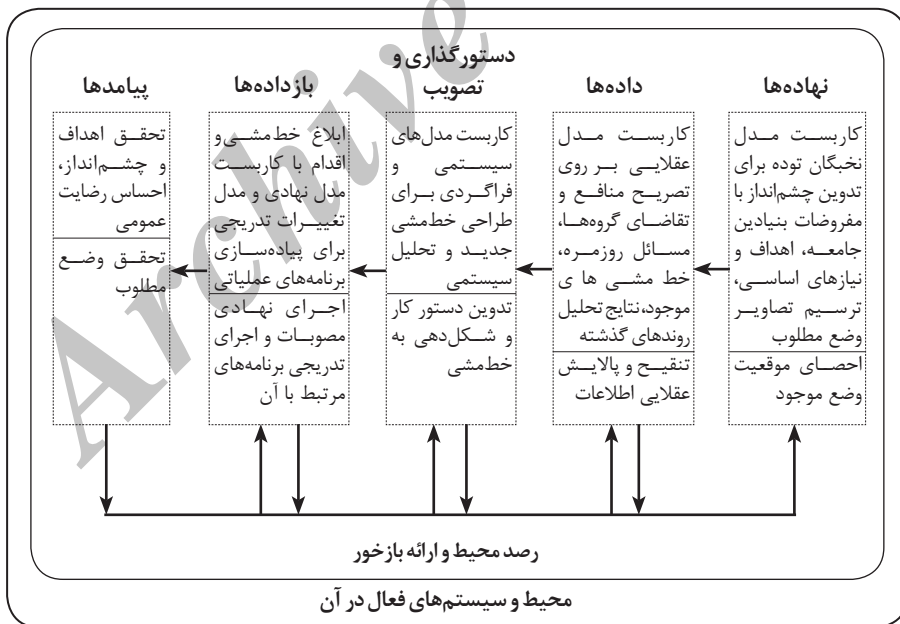 نهاده‌ها
کاربست مدل
نخبگان توده برای
تدوین چشم‌انداز با
مفروضات بنیادین
جامعه، اهداف و
نیازهای اساسی،
ترسیم تصاویر
وضع مطلوب
احصای موقعیت
وضع موجود
داده‌ها
کاربست مدل
عقلایی بر روی
تصریح منافع و
تقاضای گروه‌ها،
مسائل روزمره،
خط مشی ها ی
موجود، نتایج تحلیل
روندهای گذشته
تنقیح و پالایش
عقلایی اطلاعات
دستورگذاری و
تصویب
کاربست مدل‌های
سیستمی و
فراگردی برای
طراحی خط‌مشی
جدید و تحلیل
سیستمی
تدوین دستور کار
و شکل‌دهی به
خط‌مشی
بازداده‌ها
ابلاغ خط‌مشی و
اقدام با کاربست
مدل نهادی و مدل
تغییرات تدریجی
برای پیاده‌سازی
برنامه‌های عملیاتی
اجرای نهادی
مصوبات و اجرای
تدریجی برنامه‌های
مرتبط با آن
پیامدها
تحقق اهداف
و چشم‌انداز،
احساس رضایت
عمومی
تحقق وضع
مطلوب
رصد محیط و ارائه بازخور
محیط و سیستم‌های فعال در آن
Archive